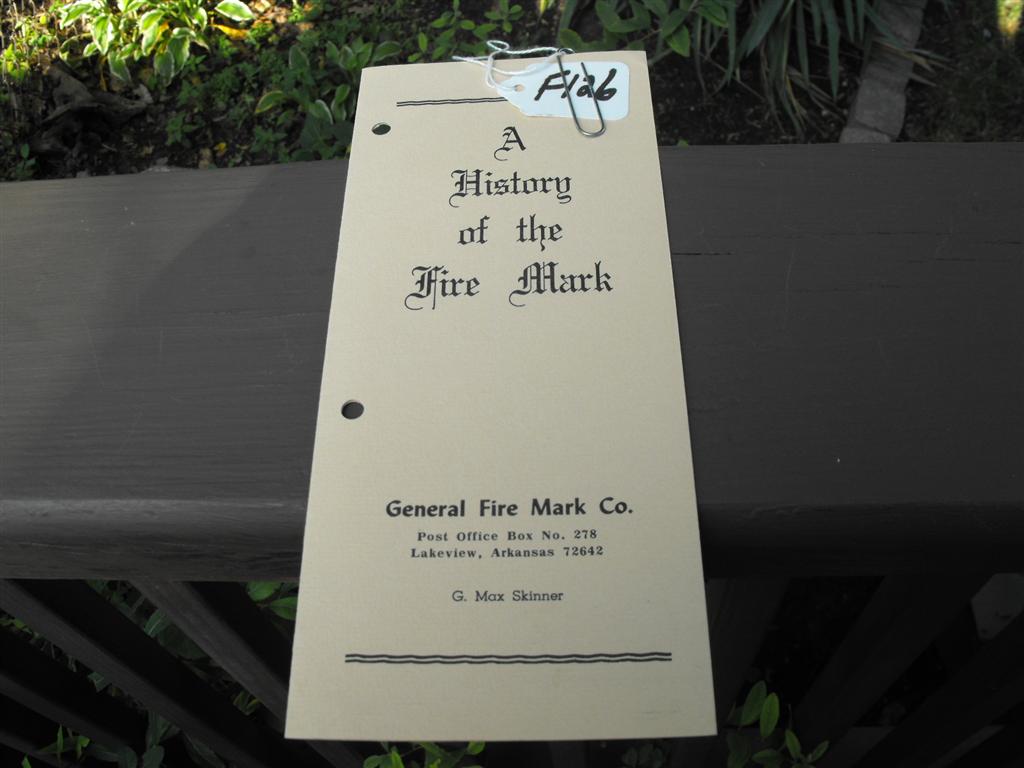 F126
A
History
of the
Fire Mark
General Fire Mark Co.
Post Office Box No. 278
Lakeview, Arkansas 72642
G. Max Skinner